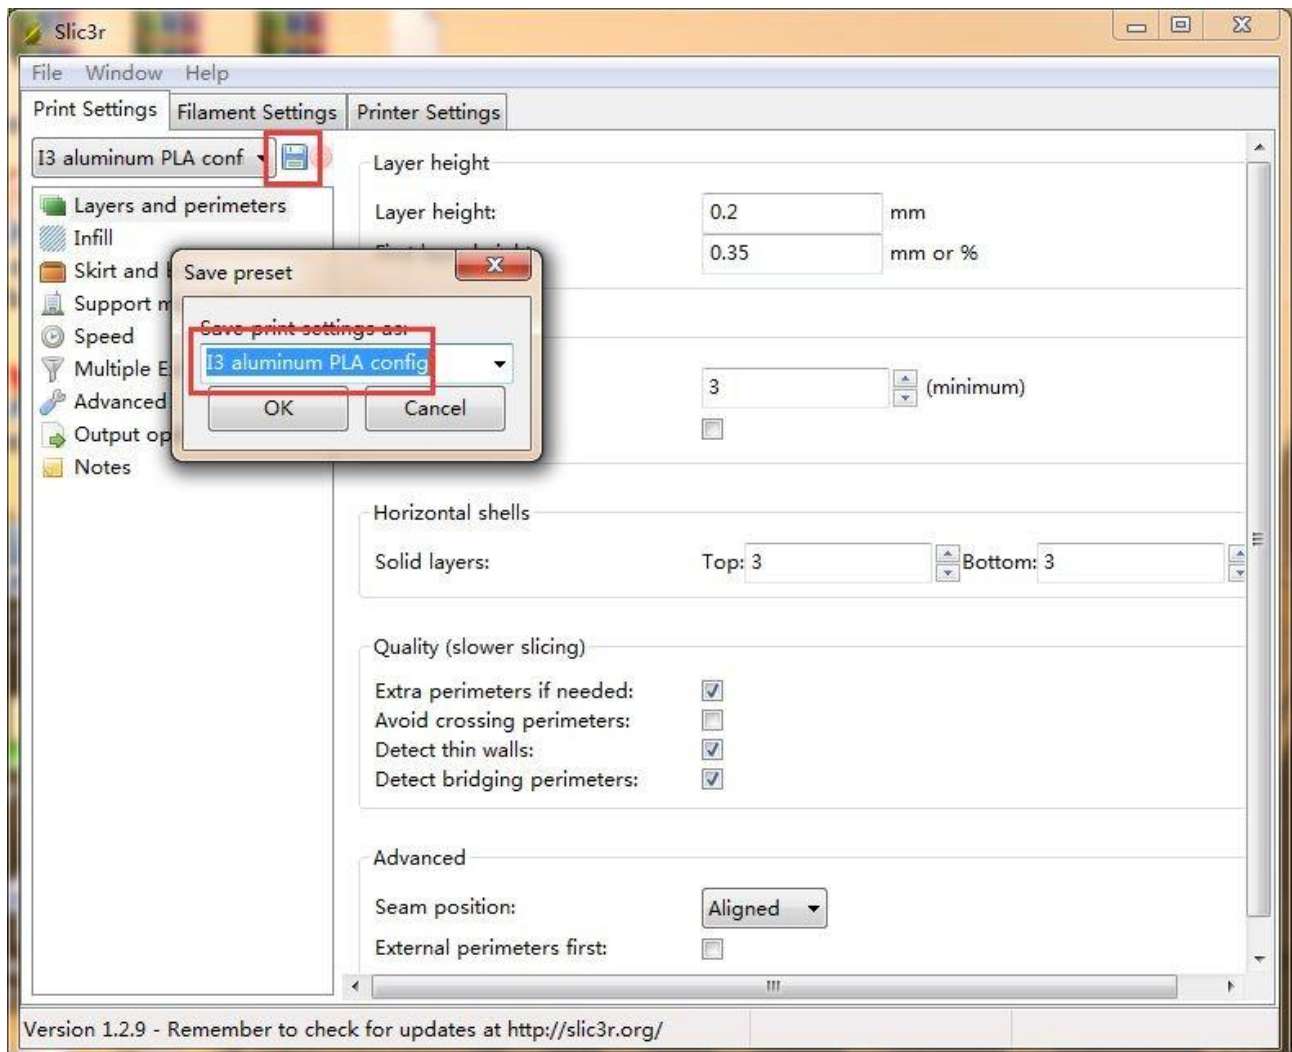 Slic3r
File Window Help
Print Settings Filament Settings Printer Settings
I3 aluminum PLA conf
Layer height
Layers and perimeters
Layer height: 0.2 mm
Infill
0.35 mm or %
Skirt and
Save preset
Support m
Save print settings as:
Speed
I3 aluminum PLA config
Multiple E
3 (minimum)
Advanced
OK Cancel
Output op
Notes
Horizontal shells
Solid layers: Top: 3 Bottom: 3
Quality (slower slicing)
Extra perimeters if needed:
Avoid crossing perimeters:
Detect thin walls:
Detect bridging perimeters:
Advanced
Seam position: Aligned
External perimeters first:
Version 1.2.9 - Remember to check for updates at http://slic3r.org/